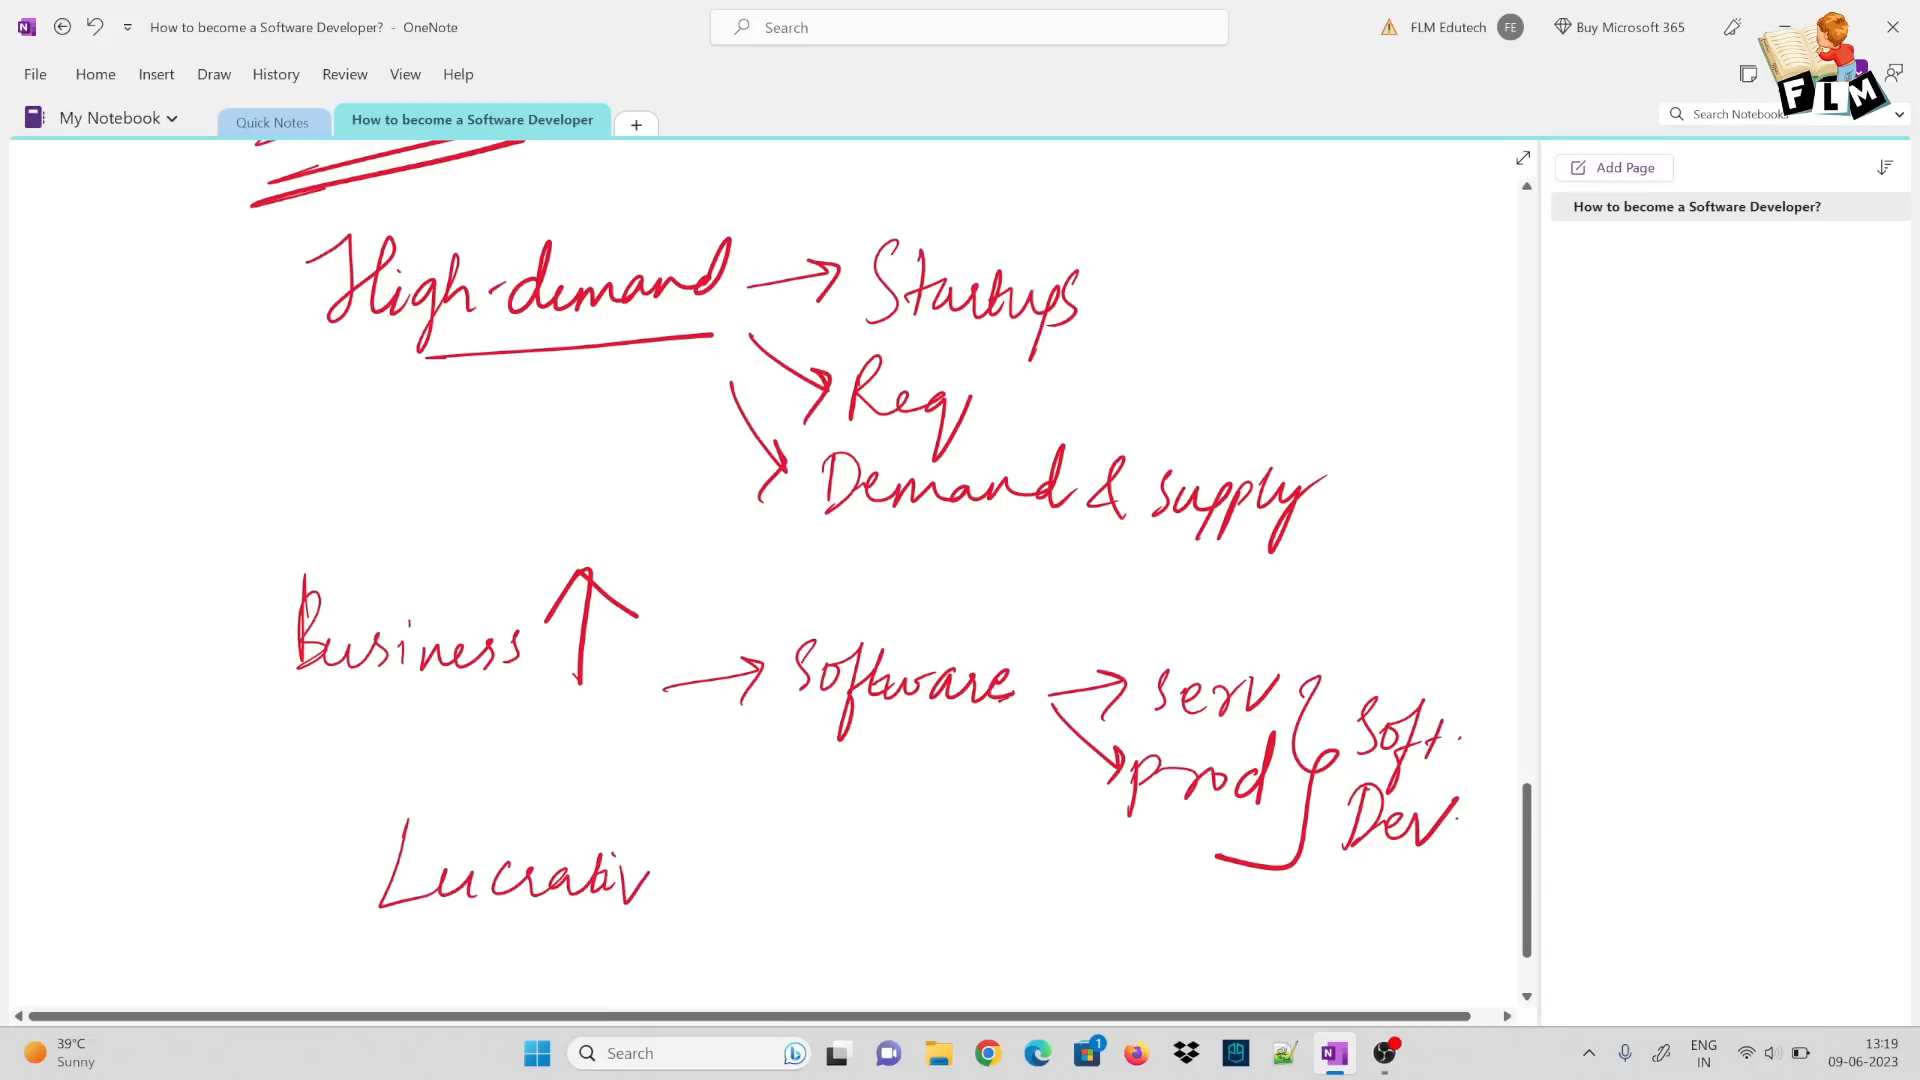 How to become a Software Developer? - OneNote
Search
FLM Edutech FE
Buy Microsoft 365
File Home Insert Draw History Review View Help
FLM
My Notebook
Quick Notes
How to become a Software Developer
+
Search Notebooks
Add Page
How to become a Software Developer?
High-demand → Startups
Req
Demand & supply
Business ↑ → Software → serv
prod
Soft.
Dev.
Lucrativ
39°C
Sunny
Search
1
ENG
IN
13:19
09-06-2023